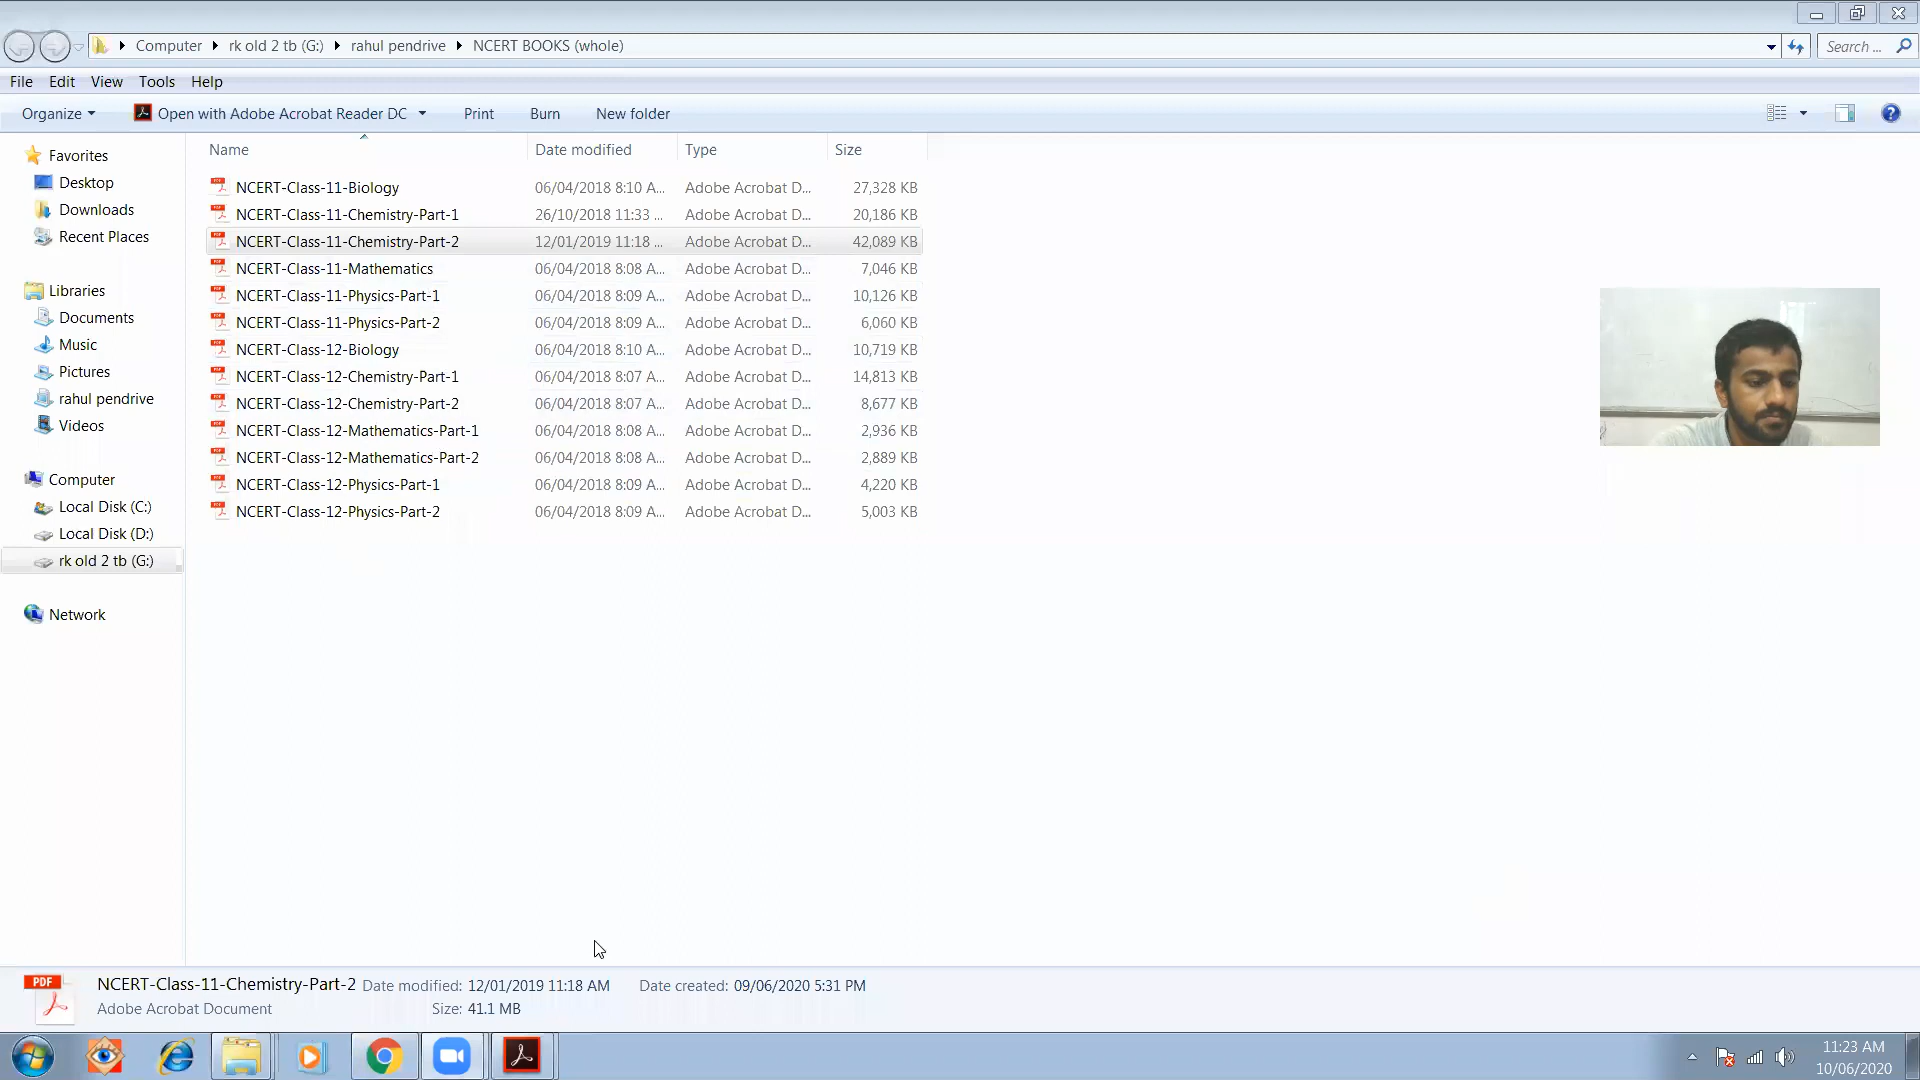 Computer rk old 2 tb (G:) rahul pendrive NCERT BOOKS (whole) Search ...
File Edit View Tools Help
Organize Open with Adobe Acrobat Reader DC Print Burn New folder
Name Date modified Type Size
Favorites
Desktop
Downloads
Recent Places
Libraries
Documents
Music
Pictures
rahul pendrive
Videos
Computer
Local Disk (C:)
Local Disk (D:)
rk old 2 tb (G:)
Network
NCERT-Class-11-Biology 06/04/2018 8:10 A... Adobe Acrobat D... 27,328 KB
NCERT-Class-11-Chemistry-Part-1 26/10/2018 11:33 ... Adobe Acrobat D... 20,186 KB
NCERT-Class-11-Chemistry-Part-2 12/01/2019 11:18 ... Adobe Acrobat D... 42,089 KB
NCERT-Class-11-Mathematics 06/04/2018 8:08 A... Adobe Acrobat D... 7,046 KB
NCERT-Class-11-Physics-Part-1 06/04/2018 8:09 A... Adobe Acrobat D... 10,126 KB
NCERT-Class-11-Physics-Part-2 06/04/2018 8:09 A... Adobe Acrobat D... 6,060 KB
NCERT-Class-12-Biology 06/04/2018 8:10 A... Adobe Acrobat D... 10,719 KB
NCERT-Class-12-Chemistry-Part-1 06/04/2018 8:07 A... Adobe Acrobat D... 14,813 KB
NCERT-Class-12-Chemistry-Part-2 06/04/2018 8:07 A... Adobe Acrobat D... 8,677 KB
NCERT-Class-12-Mathematics-Part-1 06/04/2018 8:08 A... Adobe Acrobat D... 2,936 KB
NCERT-Class-12-Mathematics-Part-2 06/04/2018 8:08 A... Adobe Acrobat D... 2,889 KB
NCERT-Class-12-Physics-Part-1 06/04/2018 8:09 A... Adobe Acrobat D... 4,220 KB
NCERT-Class-12-Physics-Part-2 06/04/2018 8:09 A... Adobe Acrobat D... 5,003 KB
PDF
NCERT-Class-11-Chemistry-Part-2 Date modified: 12/01/2019 11:18 AM Date created: 09/06/2020 5:31 PM
Adobe Acrobat Document Size: 41.1 MB
11:23 AM
10/06/2020